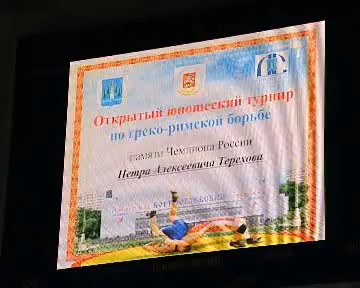 Открытый юношеский турнир
по греко-римской борьбе
памяти Чемпиона России
Петра Алексеевича Терехова